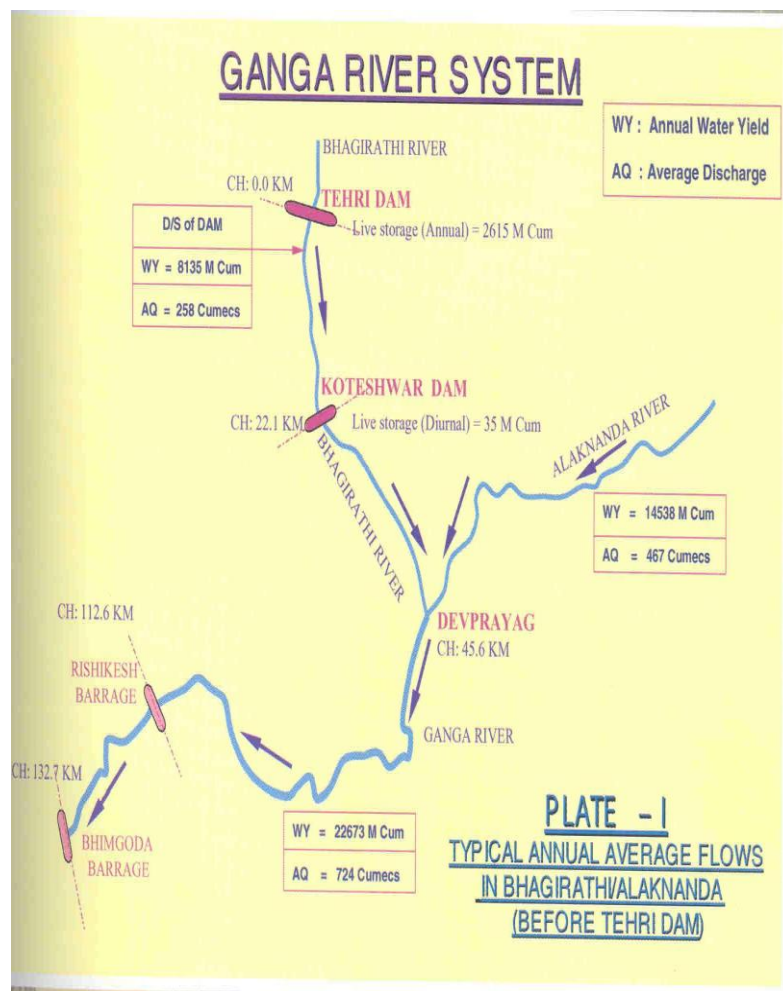 GANGA RIVER SYSTEM
WY : Annual Water Yield
AQ : Average Discharge
BHAGIRATHI RIVER
CH: 0.0 KM
TEHRI DAM
Live storage (Annual) = 2615 M Cum
D/S of DAM
WY = 8135 M Cum
AQ = 258 Cumecs
KOTESHWAR DAM
CH: 22.1 KM
Live storage (Diurnal) = 35 M Cum
BHAGIRATHI RIVER
ALAKNANDA RIVER
WY = 14538 M Cum
AQ = 467 Cumecs
DEVPRAYAG
CH: 45.6 KM
CH: 112.6 KM
RISHIKESH
BARRAGE
GANGA RIVER
CH: 132.7 KM
BHIMGODA
BARRAGE
WY = 22673 M Cum
AQ = 724 Cumecs
PLATE - I
TYPICAL ANNUAL AVERAGE FLOWS
IN BHAGIRATHI/ALAKNANDA
(BEFORE TEHRI DAM)